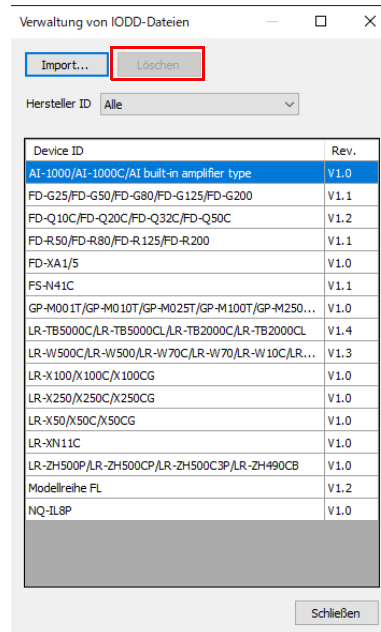 Verwaltung von IODD-Dateien
Import... Löschen
Hersteller ID Alle
Device ID Rev.
AI-1000/AI-1000C/AI built-in amplifier type V1.0
FD-G25/FD-G50/FD-G80/FD-G125/FD-G200 V1.1
FD-Q10C/FD-Q20C/FD-Q32C/FD-Q50C V1.2
FD-R50/FD-R80/FD-R125/FD-R200 V1.1
FD-XA1/5 V1.0
FS-N41C V1.1
GP-M001T/GP-M010T/GP-M025T/GP-M100T/GP-M250... V1.0
LR-TB5000C/LR-TB5000CL/LR-TB2000C/LR-TB2000CL V1.4
LR-W500C/LR-W500/LR-W70C/LR-W70/LR-W10C/LR... V1.3
LR-X100/X100C/X100CG V1.0
LR-X250/X250C/X250CG V1.0
LR-X50/X50C/X50CG V1.0
LR-XN11C V1.0
LR-ZH500P/LR-ZH500CP/LR-ZH500C3P/LR-ZH490CB V1.0
Modellreihe FL V1.2
NQ-IL8P V1.0
Schließen